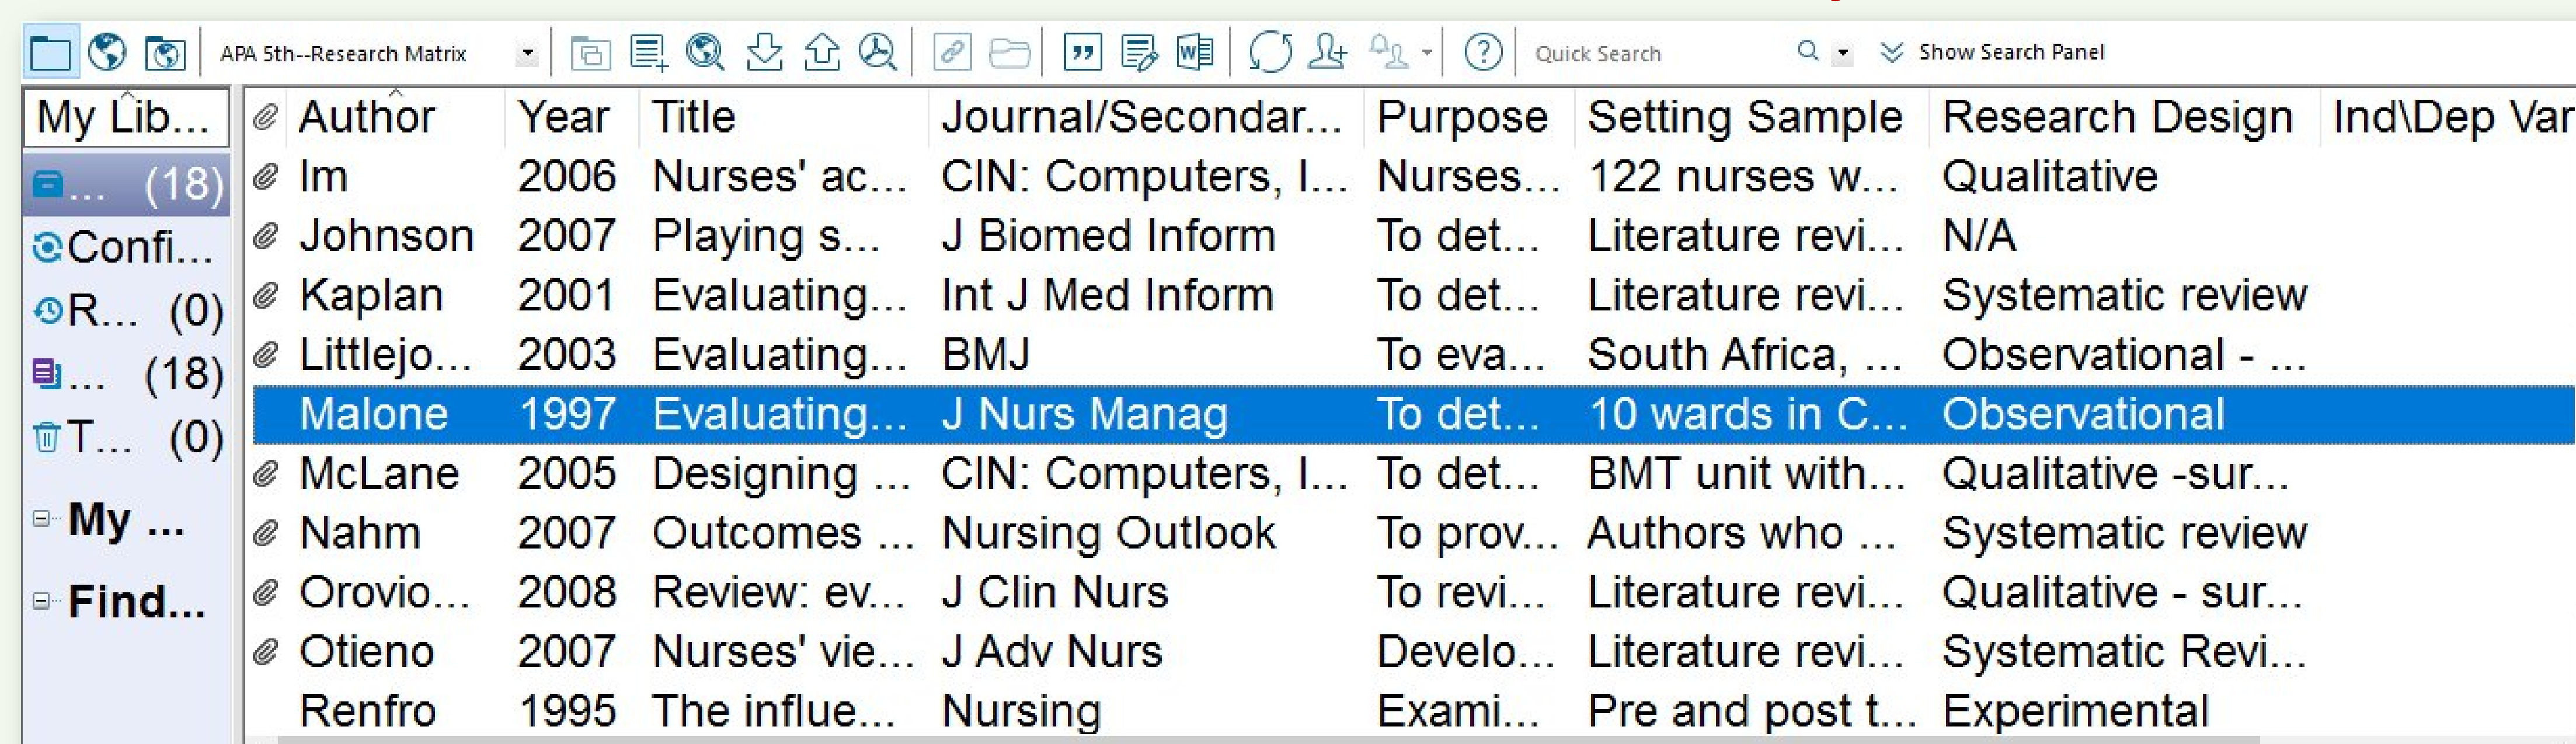 APA 5th--Research Matrix Quick Search Show Search Panel
My Lib... Author Year Title Journal/Secondar... Purpose Setting Sample Research Design Ind\Dep Var
... (18) Im 2006 Nurses' ac... CIN: Computers, I... Nurses... 122 nurses w... Qualitative
Confi... Johnson 2007 Playing s... J Biomed Inform To det... Literature revi... N/A
R... (0) Kaplan 2001 Evaluating... Int J Med Inform To det... Literature revi... Systematic review
... (18) Littlejo... 2003 Evaluating... BMJ To eva... South Africa, ... Observational - ...
T... (0) Malone 1997 Evaluating... J Nurs Manag To det... 10 wards in C... Observational
McLane 2005 Designing ... CIN: Computers, I... To det... BMT unit with... Qualitative -sur...
My ... Nahm 2007 Outcomes ... Nursing Outlook To prov... Authors who ... Systematic review
Find... Orovio... 2008 Review: ev... J Clin Nurs To revi... Literature revi... Qualitative - sur...
Otieno 2007 Nurses' vie... J Adv Nurs Develo... Literature revi... Systematic Revi...
Renfro 1995 The influe... Nursing Exami... Pre and post t... Experimental